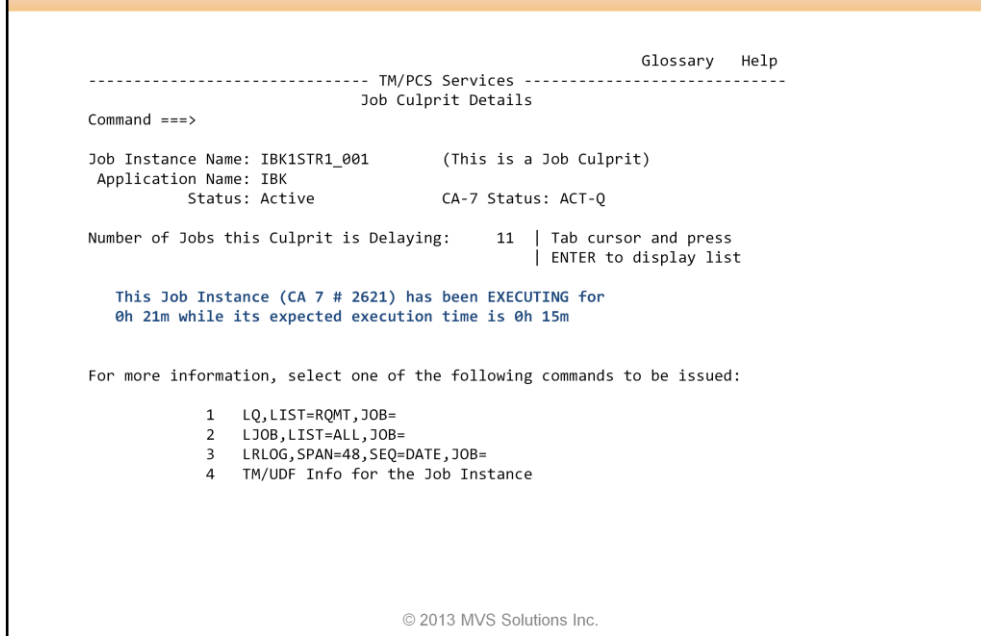 Glossary   Help
------------------------------- TM/PCS Services -----------------------------
Job Culprit Details
Command ===>
Job Instance Name: IBK1STR1_001        (This is a Job Culprit)
Application Name: IBK
Status: Active              CA-7 Status: ACT-Q
Number of Jobs this Culprit is Delaying:     11  | Tab cursor and press
| ENTER to display list
This Job Instance (CA 7 # 2621) has been EXECUTING for
0h 21m while its expected execution time is 0h 15m
For more information, select one of the following commands to be issued:
1   LQ,LIST=RQMT,JOB=
2   LJOB,LIST=ALL,JOB=
3   LRLOG,SPAN=48,SEQ=DATE,JOB=
4   TM/UDF Info for the Job Instance
© 2013 MVS Solutions Inc.